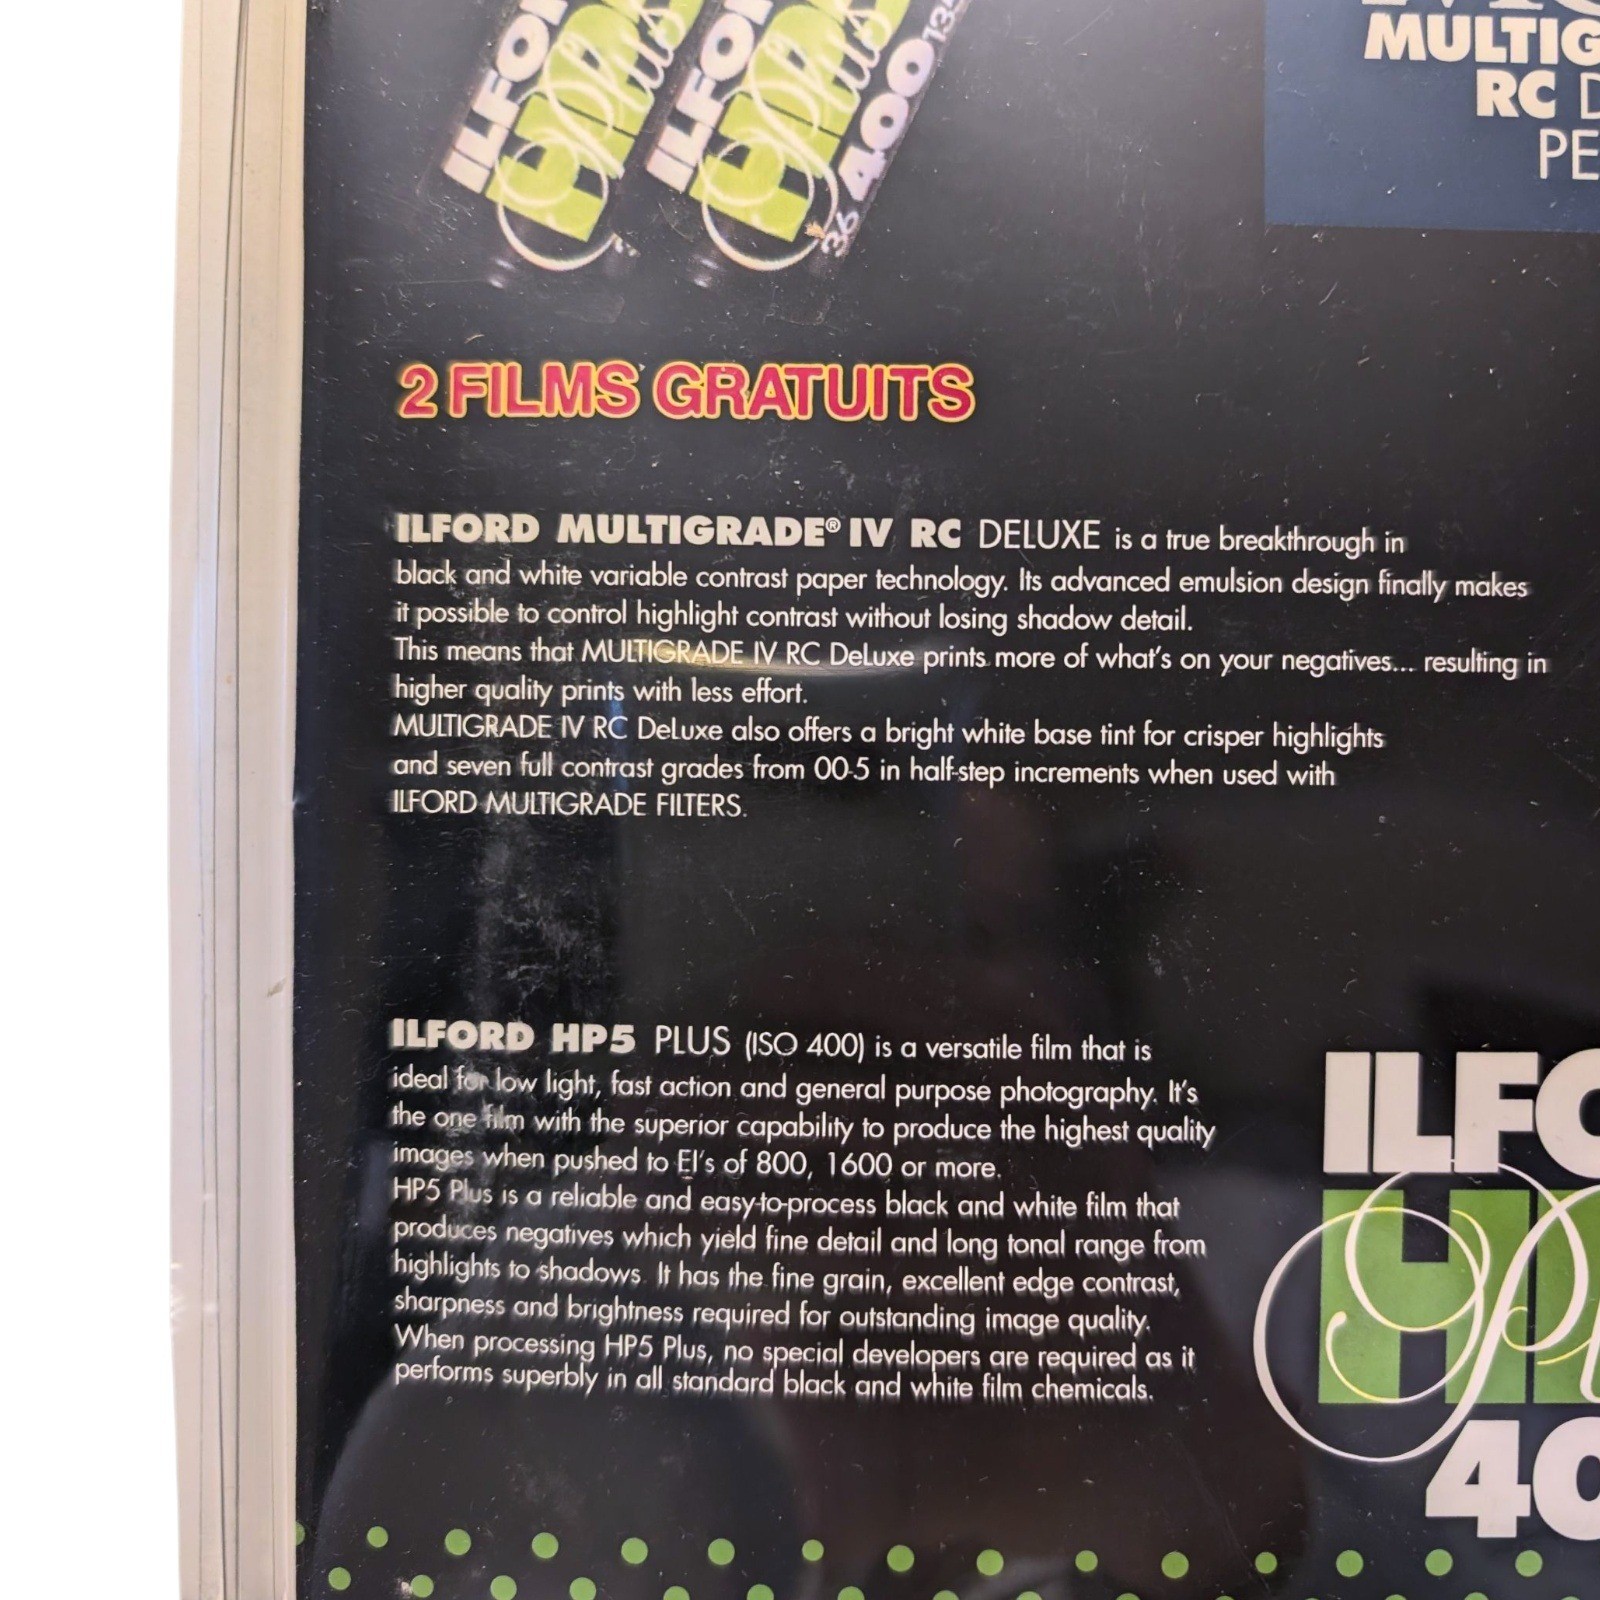 ILFOR
HP5
Plus
ILFOR
HP5
Plus
400
36
135
MULTIG
RC D
PE
2 FILMS GRATUITS
ILFORD MULTIGRADE® IV RC DELUXE is a true breakthrough in
black and white variable contrast paper technology. Its advanced emulsion design finally makes
it possible to control highlight contrast without losing shadow detail.
This means that MULTIGRADE IV RC DeLuxe prints more of what's on your negatives... resulting in
higher quality prints with less effort.
MULTIGRADE IV RC DeLuxe also offers a bright white base tint for crisper highlights
and seven full contrast grades from 00-5 in half-step increments when used with
ILFORD MULTIGRADE FILTERS.
ILFORD HP5 PLUS (ISO 400) is a versatile film that is
ideal for low light, fast action and general purpose photography. It's
the one film with the superior capability to produce the highest quality
images when pushed to EI's of 800, 1600 or more.
HP5 Plus is a reliable and easy-to-process black and white film that
produces negatives which yield fine detail and long tonal range from
highlights to shadows. It has the fine grain, excellent edge contrast,
sharpness and brightness required for outstanding image quality.
When processing HP5 Plus, no special developers are required as it
performs superbly in all standard black and white film chemicals.
ILFO
H
Pl
40